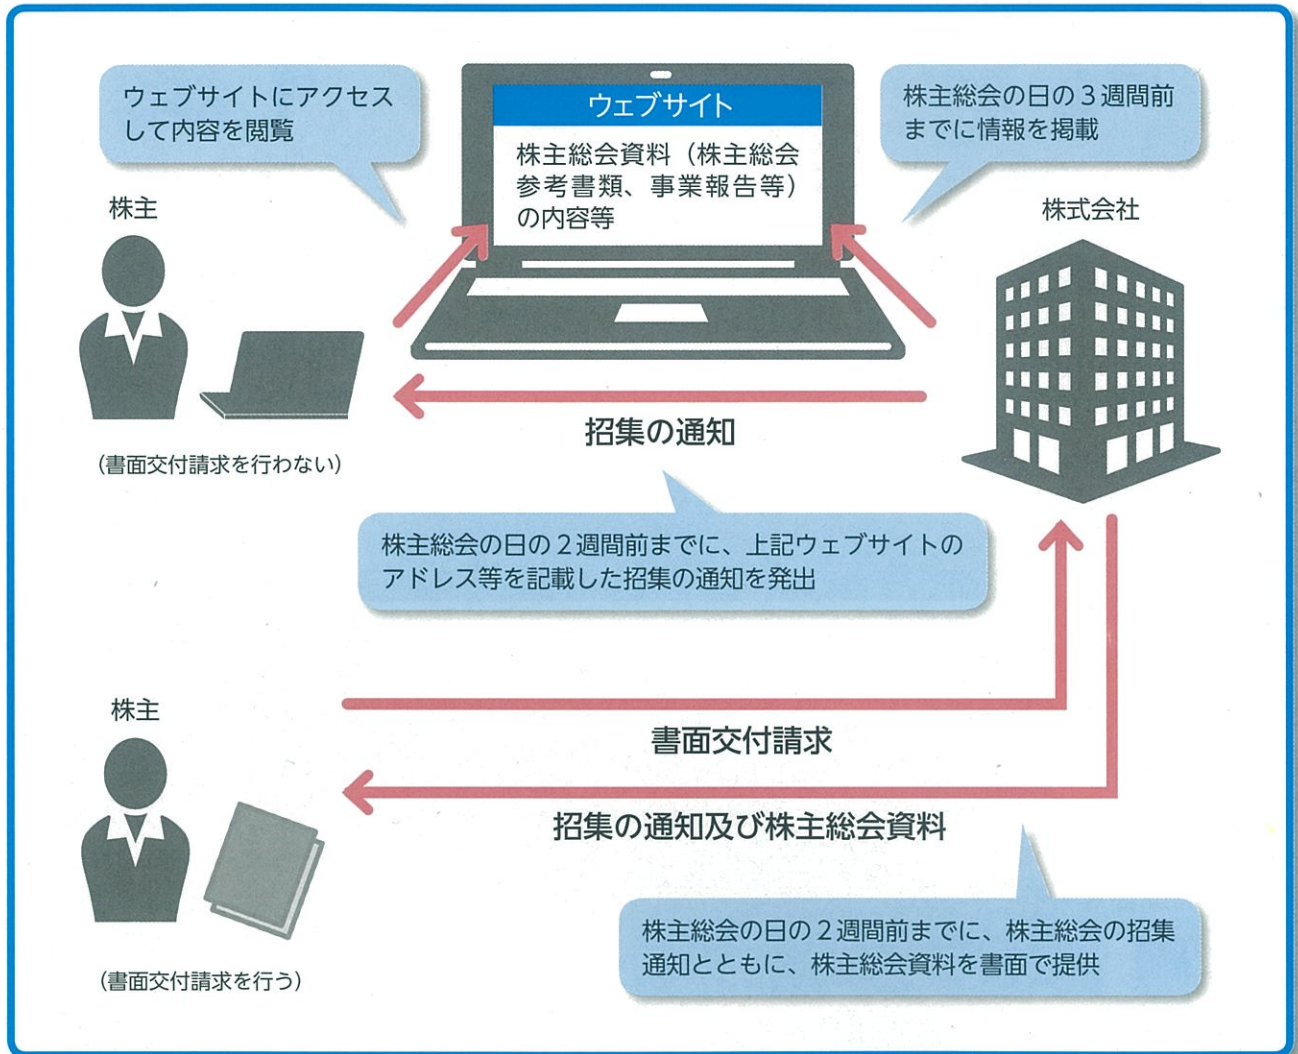 ウェブサイトにアクセス
して内容を閲覧
ウェブサイト
株主総会資料（株主総会
参考書類、事業報告等）
の内容等
株主総会の日の３週間前
までに情報を掲載
株主
株式会社
招集の通知
（書面交付請求を行わない）
株主総会の日の２週間前までに、上記ウェブサイトの
アドレス等を記載した招集の通知を発出
株主
書面交付請求
招集の通知及び株主総会資料
株主総会の日の２週間前までに、株主総会の招集
通知とともに、株主総会資料を書面で提供
（書面交付請求を行う）